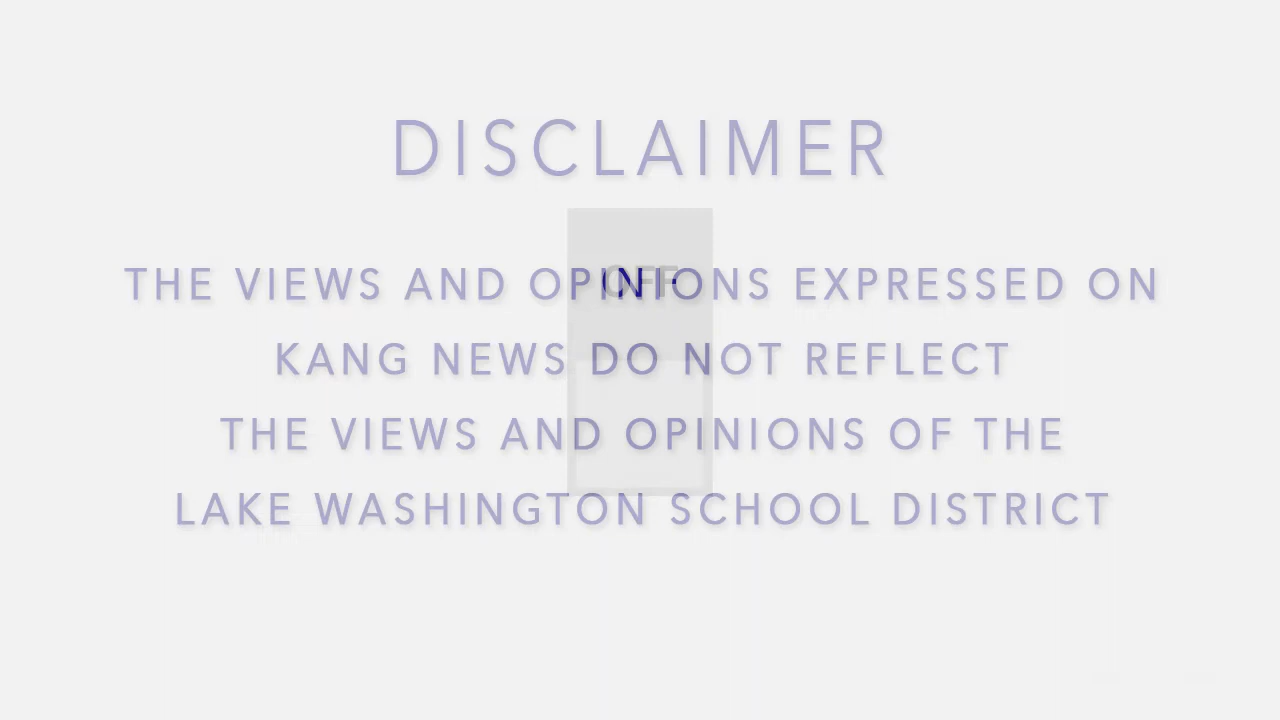 DISCLAIMER
OFF
THE VIEWS AND OPINIONS EXPRESSED ON
KANG NEWS DO NOT REFLECT
THE VIEWS AND OPINIONS OF THE
LAKE WASHINGTON SCHOOL DISTRICT